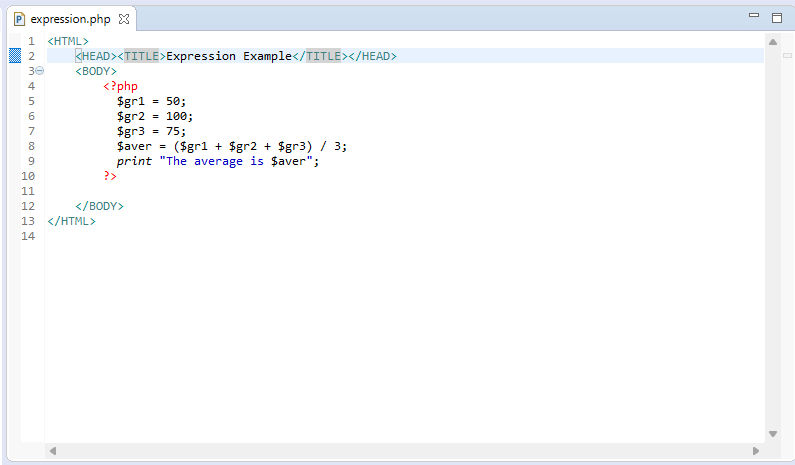 expression.php
1 <HTML>
2 <HEAD><TITLE>Expression Example</TITLE></HEAD>
3 <BODY>
4 <?php
5 $gr1 = 50;
6 $gr2 = 100;
7 $gr3 = 75;
8 $aver = ($gr1 + $gr2 + $gr3) / 3;
9 print "The average is $aver";
10 ?>
11
12 </BODY>
13 </HTML>
14